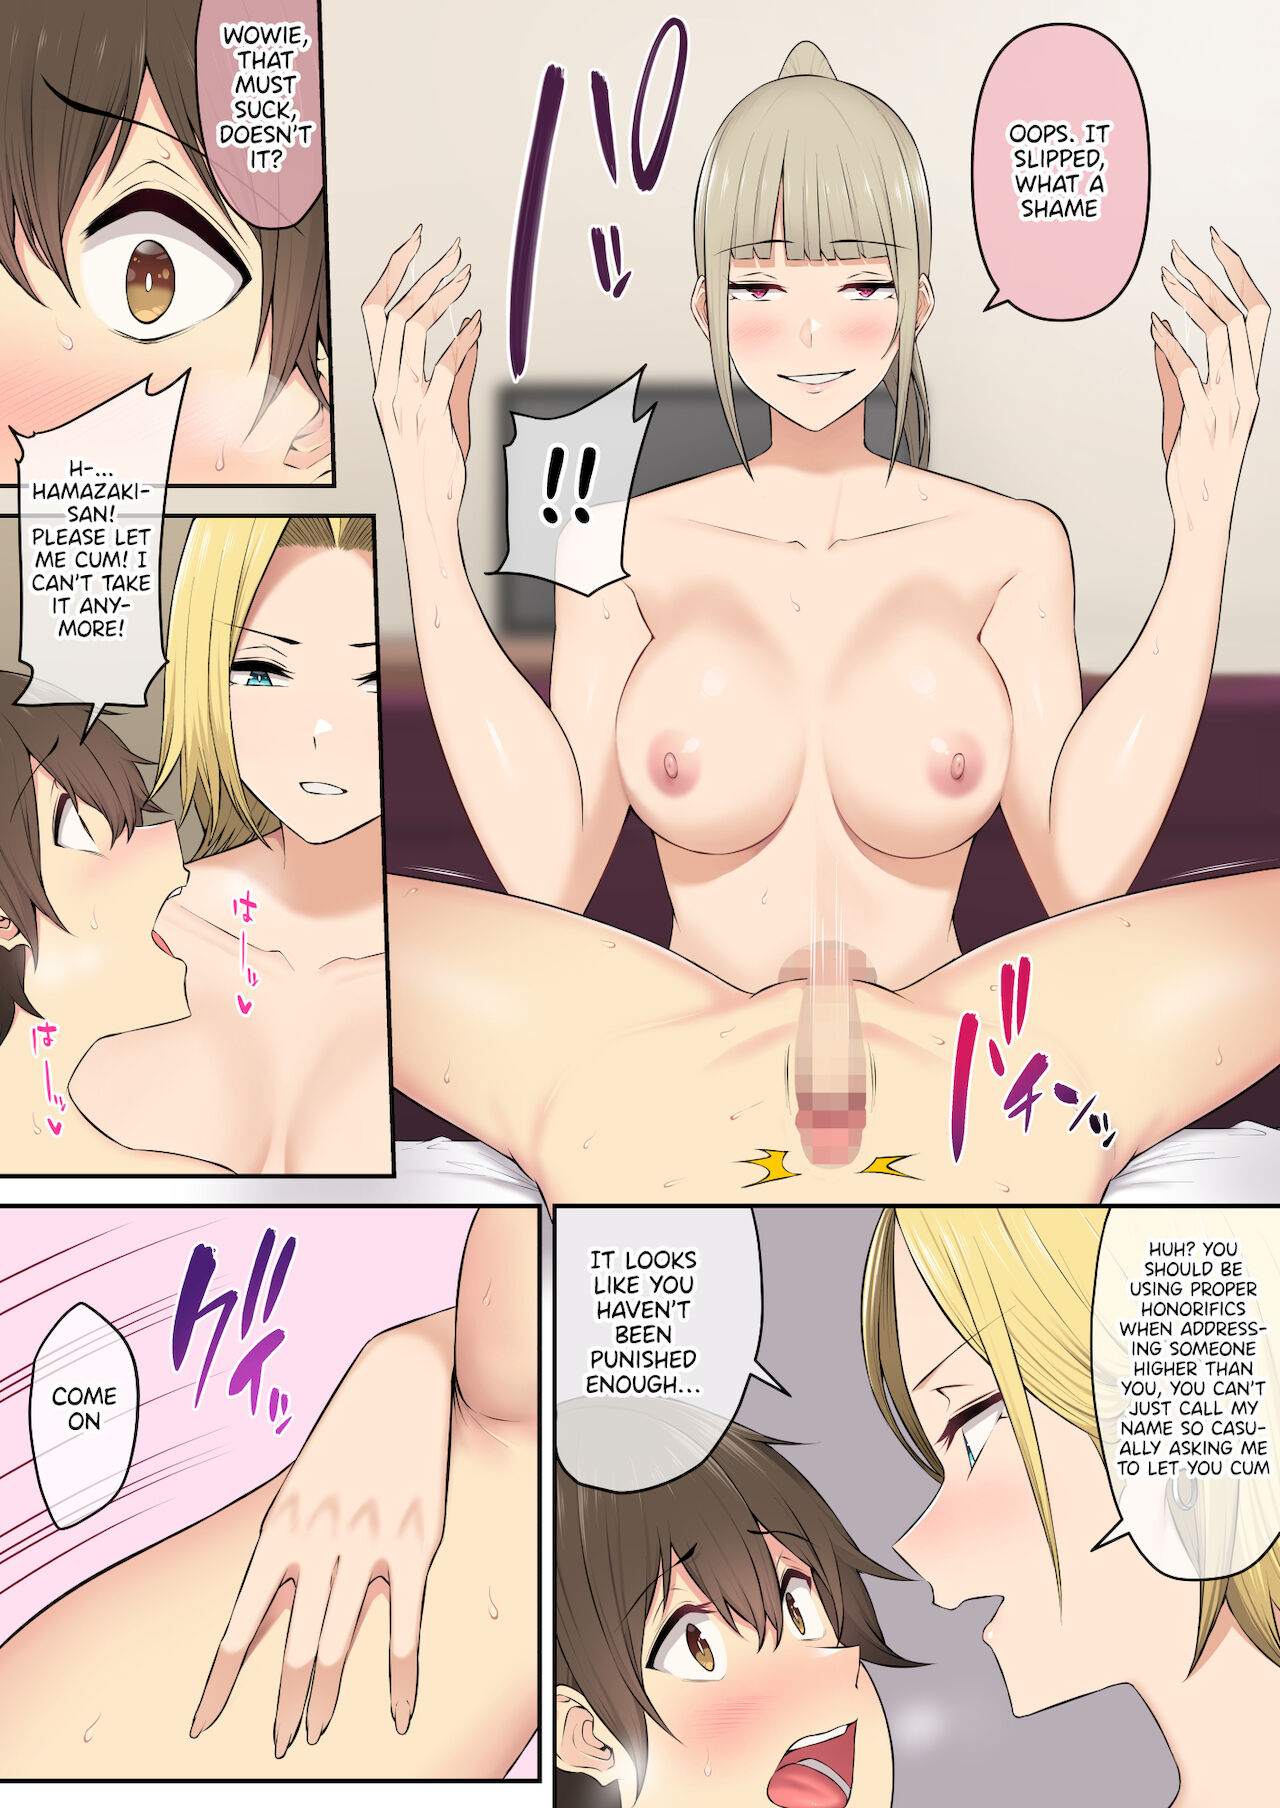 OOPS. IT
SLIPPED,
WHAT A
SHAME
パッ
!!
バチンッ
WOWIE,
THAT
MUST
SUCK,
DOESN'T
IT?
H-...
HAMAZAKI-
SAN!
PLEASE LET
ME CUM! I
CAN'T TAKE
IT ANY-
MORE!
はーッ♥
はーッ♥
HUH? YOU
SHOULD BE
USING PROPER
HONORIFICS
WHEN ADDRESS-
ING SOMEONE
HIGHER THAN
YOU, YOU CAN'T
JUST CALL MY
NAME SO CASU-
ALLY ASKING ME
TO LET YOU CUM
IT LOOKS
LIKE YOU
HAVEN'T
BEEN
PUNISHED
ENOUGH...
グイッ
COME
ON